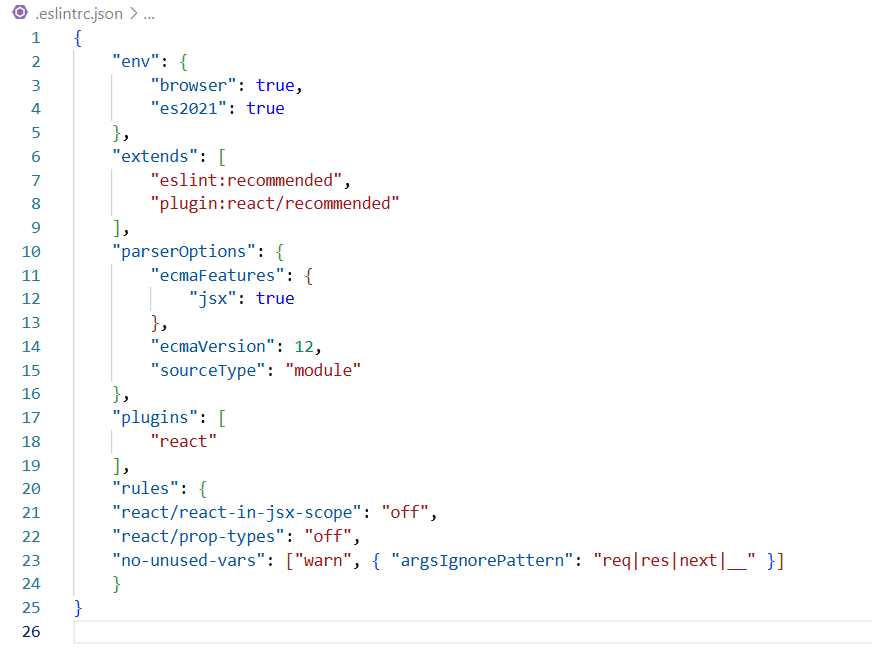 .eslintrc.json > ...
1 {
2     "env": {
3         "browser": true,
4         "es2021": true
5     },
6     "extends": [
7         "eslint:recommended",
8         "plugin:react/recommended"
9     ],
10     "parserOptions": {
11         "ecmaFeatures": {
12             "jsx": true
13         },
14         "ecmaVersion": 12,
15         "sourceType": "module"
16     },
17     "plugins": [
18         "react"
19     ],
20     "rules": {
21     "react/react-in-jsx-scope": "off",
22     "react/prop-types": "off",
23     "no-unused-vars": ["warn", { "argsIgnorePattern": "req|res|next|__" }]
24     }
25 }
26